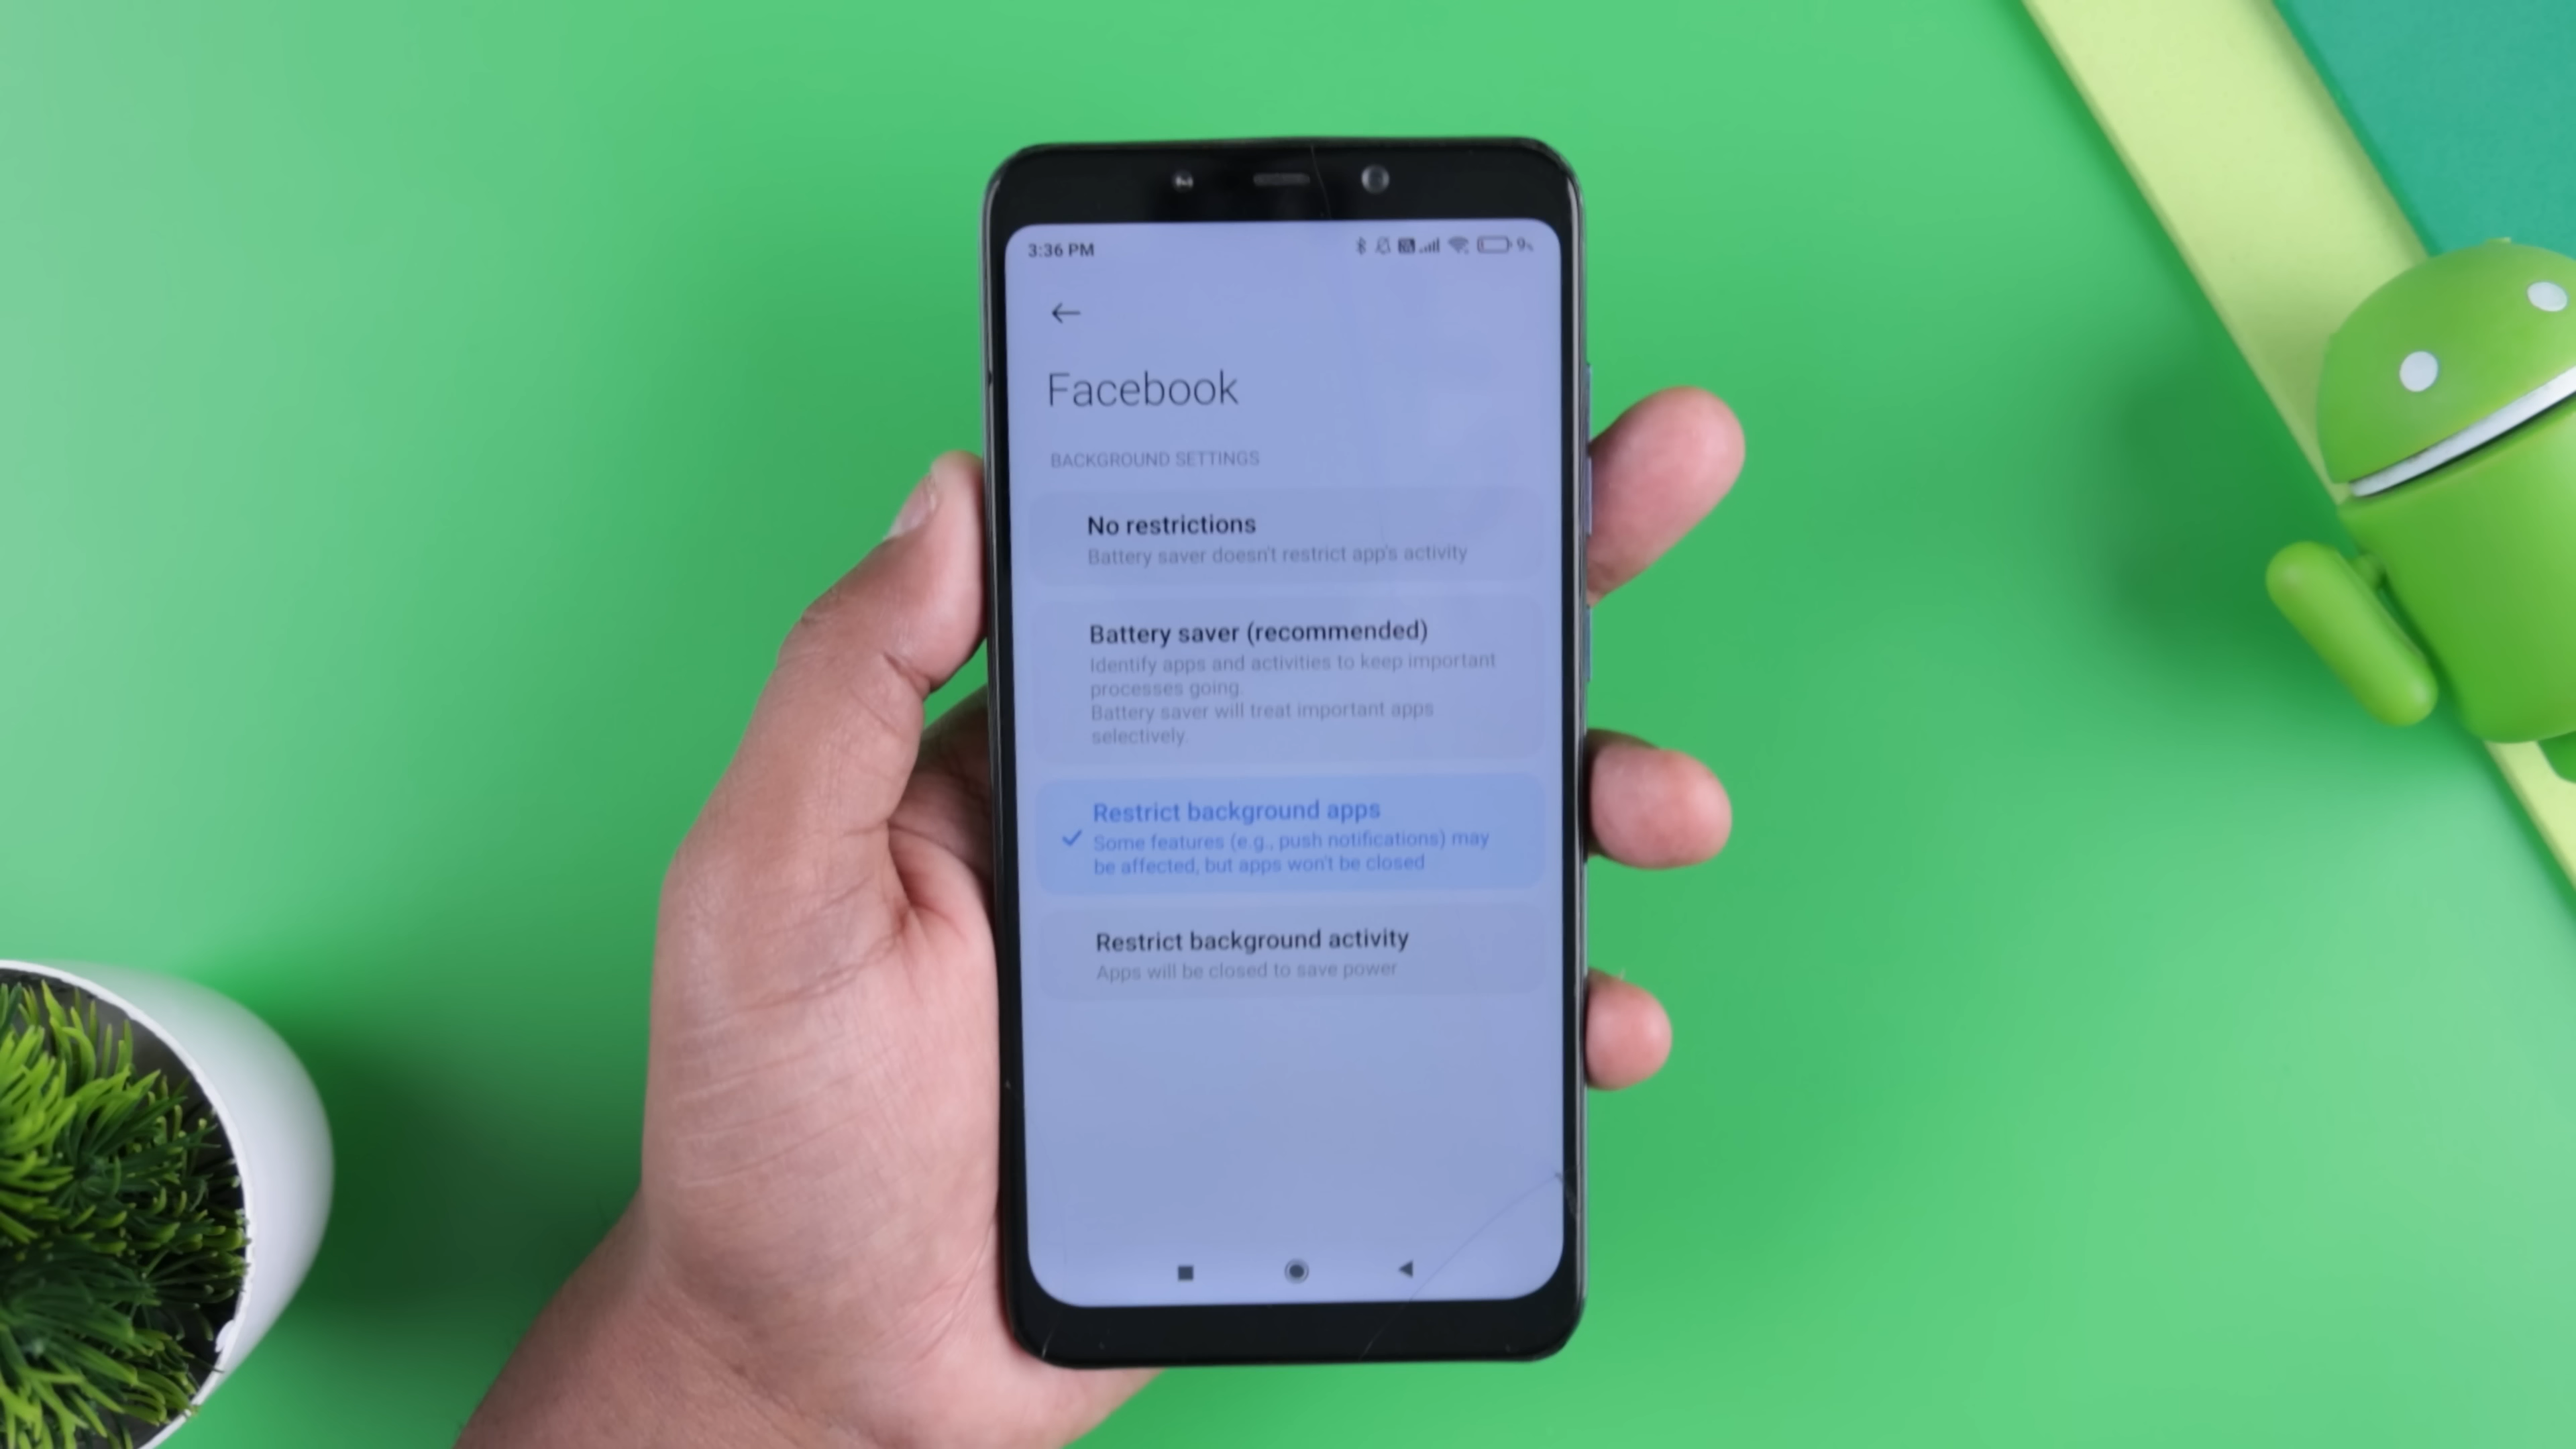 3:36 PM 9%
Facebook
BACKGROUND SETTINGS
No restrictions
Battery saver doesn't restrict app's activity
Battery saver (recommended)
Identify apps and activities to keep important
processes going.
Battery saver will treat important apps
selectively.
Restrict background apps
Some features (e.g., push notifications) may
be affected, but apps won't be closed
Restrict background activity
Apps will be closed to save power